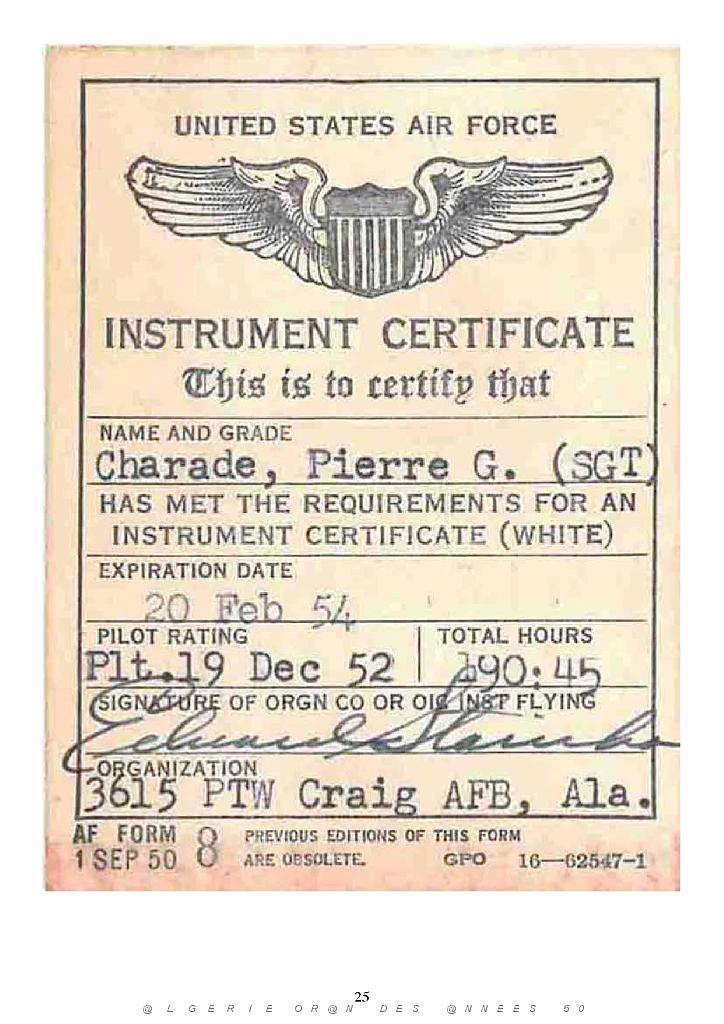 UNITED STATES AIR FORCE
INSTRUMENT CERTIFICATE
This is to certify that
NAME AND GRADE
Charade, Pierre G. (SGT)
HAS MET THE REQUIREMENTS FOR AN
INSTRUMENT CERTIFICATE (WHITE)
EXPIRATION DATE
20 Feb 54
PILOT RATING TOTAL HOURS
Plt.19 Dec 52 190:45
SIGNATURE OF ORGN CO OR OIC INST FLYING
Edward
ORGANIZATION
3615 PTW Craig AFB, Ala.
AF FORM 8 PREVIOUS EDITIONS OF THIS FORM
1 SEP 50 ARE OBSOLETE. GPO 16—62547-1
25
@ L G E R I E O R @ N D E S @ N N E E S 5 0